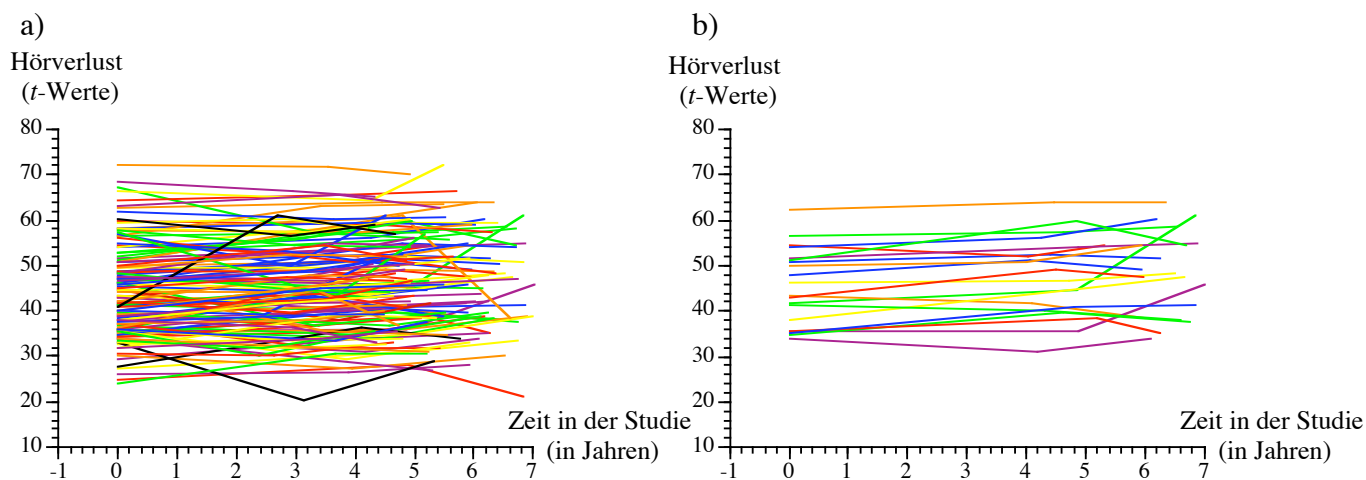 a)
Hörverlust
(t-Werte)
80
70
60
50
40
30
20
10
-1 0 1 2 3 4 5 6 7
Zeit in der Studie
(in Jahren)
b)
Hörverlust
(t-Werte)
80
70
60
50
40
30
20
10
-1 0 1 2 3 4 5 6 7
Zeit in der Studie
(in Jahren)